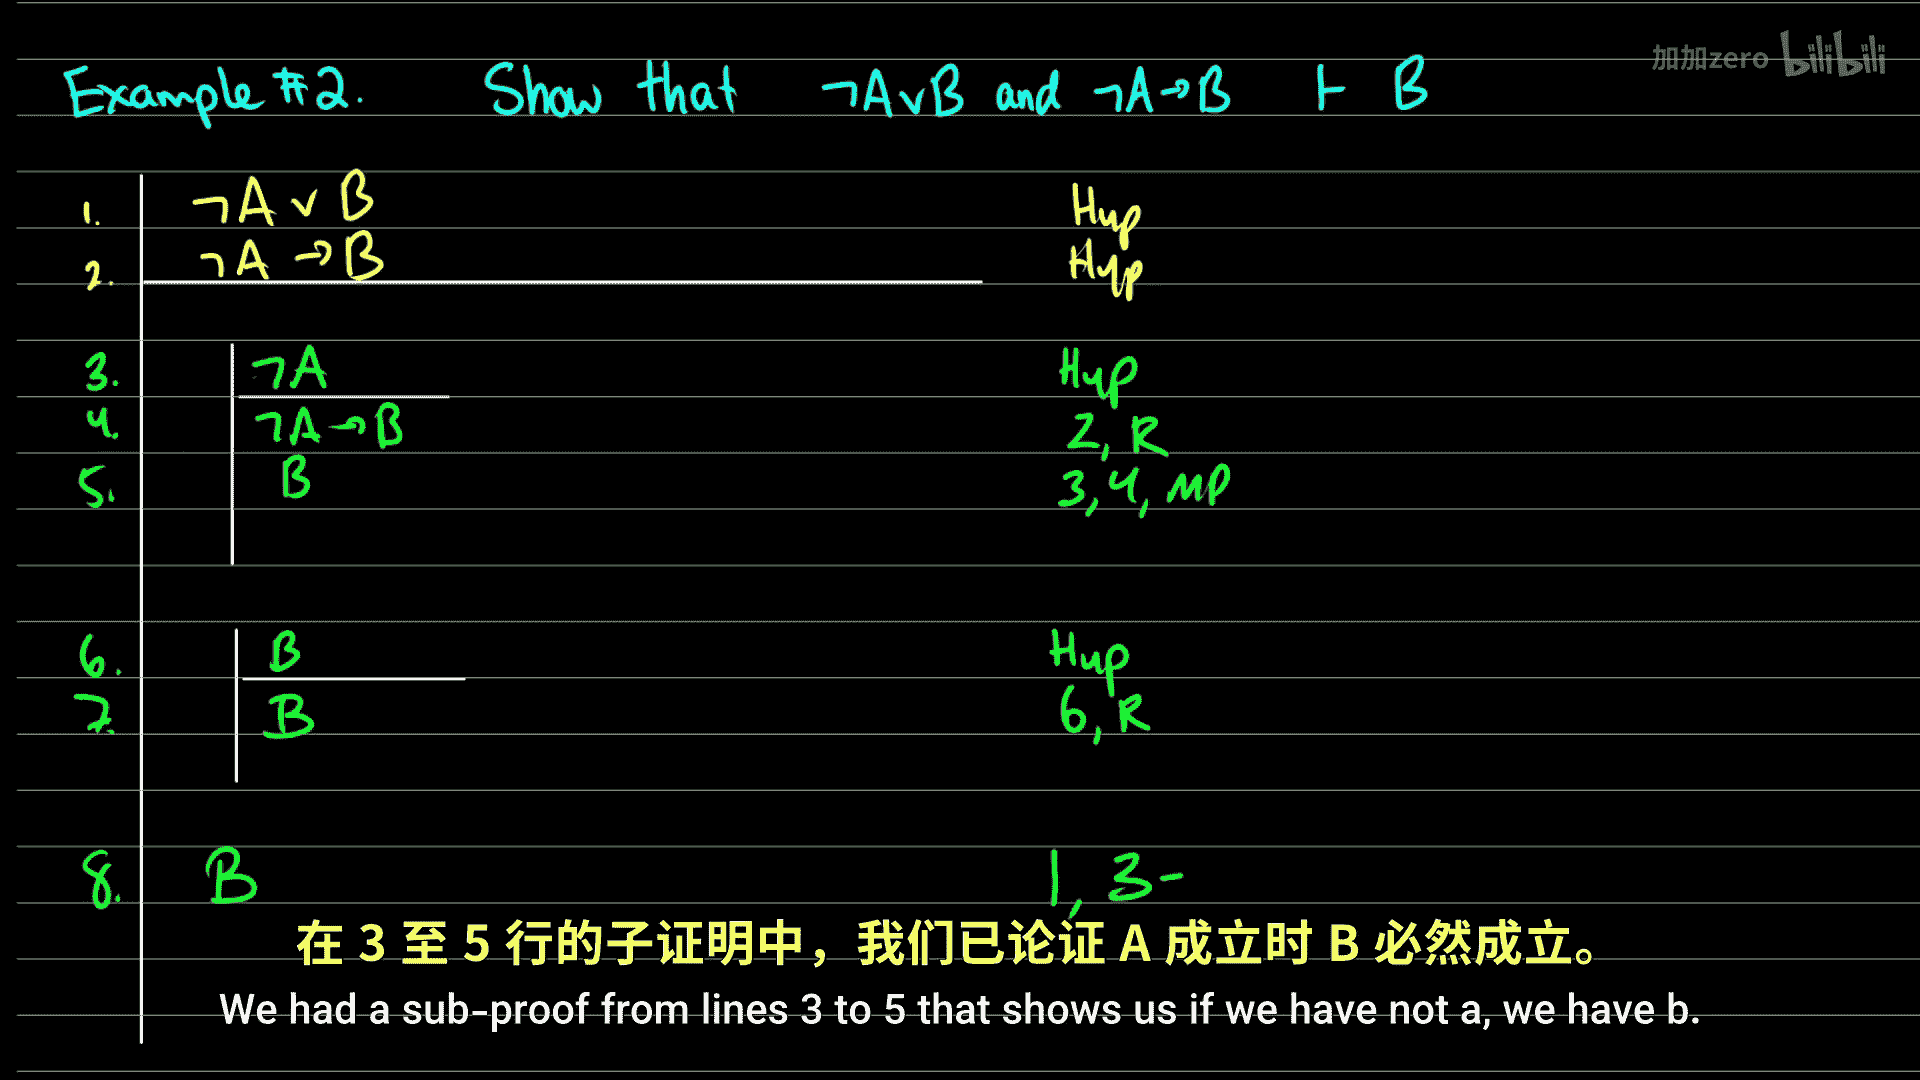 加加zero bilibili
Example #2. Show that ¬A∨B and ¬A→B ⊢ B
1. ¬A ∨ B Hyp
2. ¬A → B Hyp
3. ¬A Hyp
4. ¬A → B 2, R
5. B 3, 4, MP
6. B Hyp
7. B 6, R
8. B 1, 3-
在 3 至 5 行的子证明中，我们已论证 A 成立时 B 必然成立。
We had a sub-proof from lines 3 to 5 that shows us if we have not a, we have b.